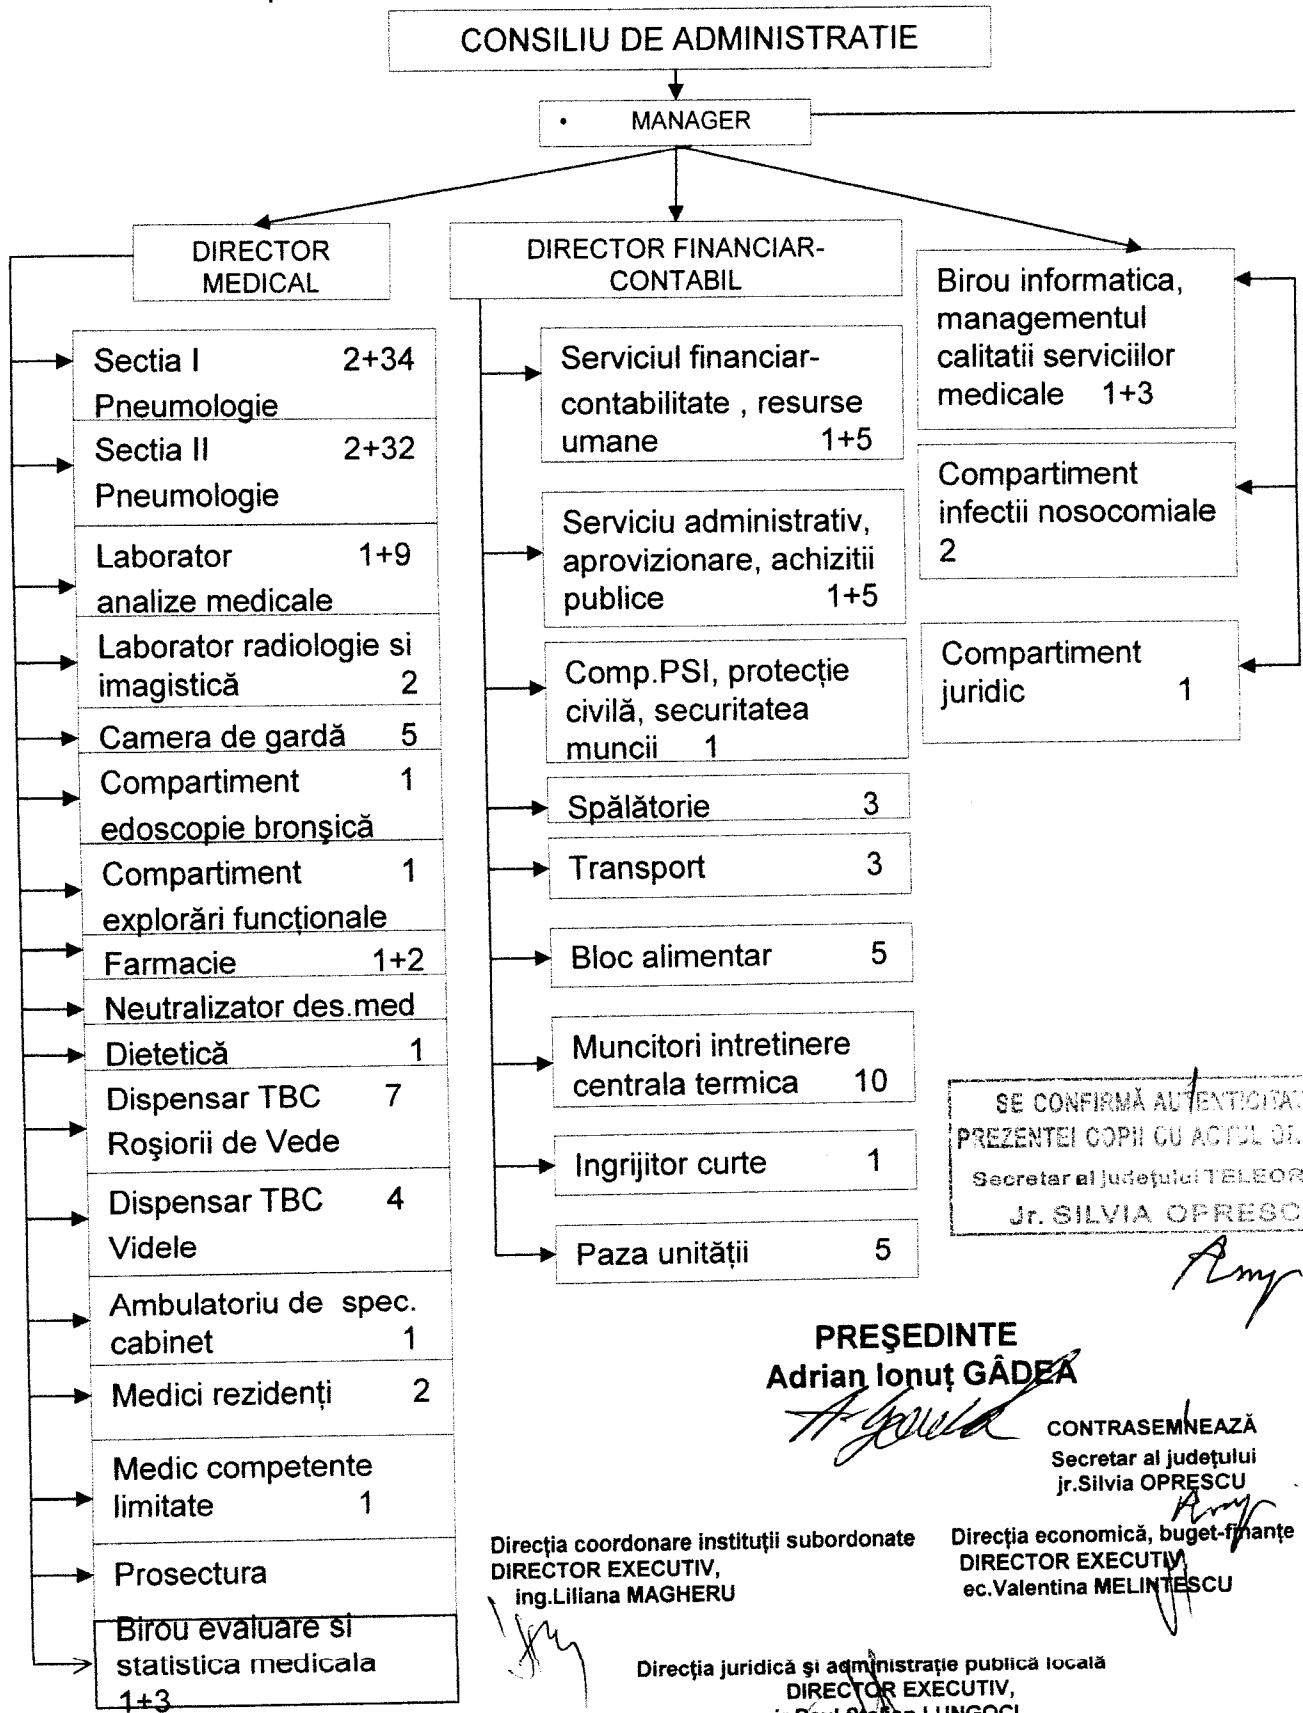 CONSILIU DE ADMINISTRATIE
• MANAGER
DIRECTOR
MEDICAL
Sectia I 2+34
Pneumologie
Sectia II 2+32
Pneumologie
Laborator 1+9
analize medicale
Laborator radiologie si
imagistică 2
Camera de gardă 5
Compartiment 1
edoscopie bronşică
Compartiment 1
explorări funcționale
Farmacie 1+2
Neutralizator des.med
Dietetică 1
Dispensar TBC 7
Roşiorii de Vede
Dispensar TBC 4
Videle
Ambulatoriu de spec.
cabinet 1
Medici rezidenți 2
Medic competente
limitate 1
Prosectura
Birou evaluare si
statistica medicala
1+3
DIRECTOR FINANCIAR-
CONTABIL
Serviciul financiar-
contabilitate , resurse
umane 1+5
Serviciu administrativ,
aprovizionare, achizitii
publice 1+5
Comp.PSI, protecție
civilă, securitatea
muncii 1
Spălătorie 3
Transport 3
Bloc alimentar 5
Muncitori intretinere
centrala termica 10
Ingrijitor curte 1
Paza unității 5
Birou informatica,
managementul
calitatii serviciilor
medicale 1+3
Compartiment
infectii nosocomiale
2
Compartiment
juridic 1
SE CONFIRMĂ
PREZENTEI COPII CU ACTUL
Secretar al județului
Jr. SILVIA
PREŞEDINTE
Adrian Ionuț GÂDEA
CONTRASEMNEAZĂ
Secretar al județului
jr.Silvia OPRESCU
Direcția coordonare instituții subordonate
DIRECTOR EXECUTIV,
ing.Liliana MAGHERU
Direcția economică, buget-finanțe
DIRECTOR EXECUTIV
ec.Valentina MELINTESCU
Direcția juridică şi administrație publică locală
DIRECTOR EXECUTIV,
LUNGOCI